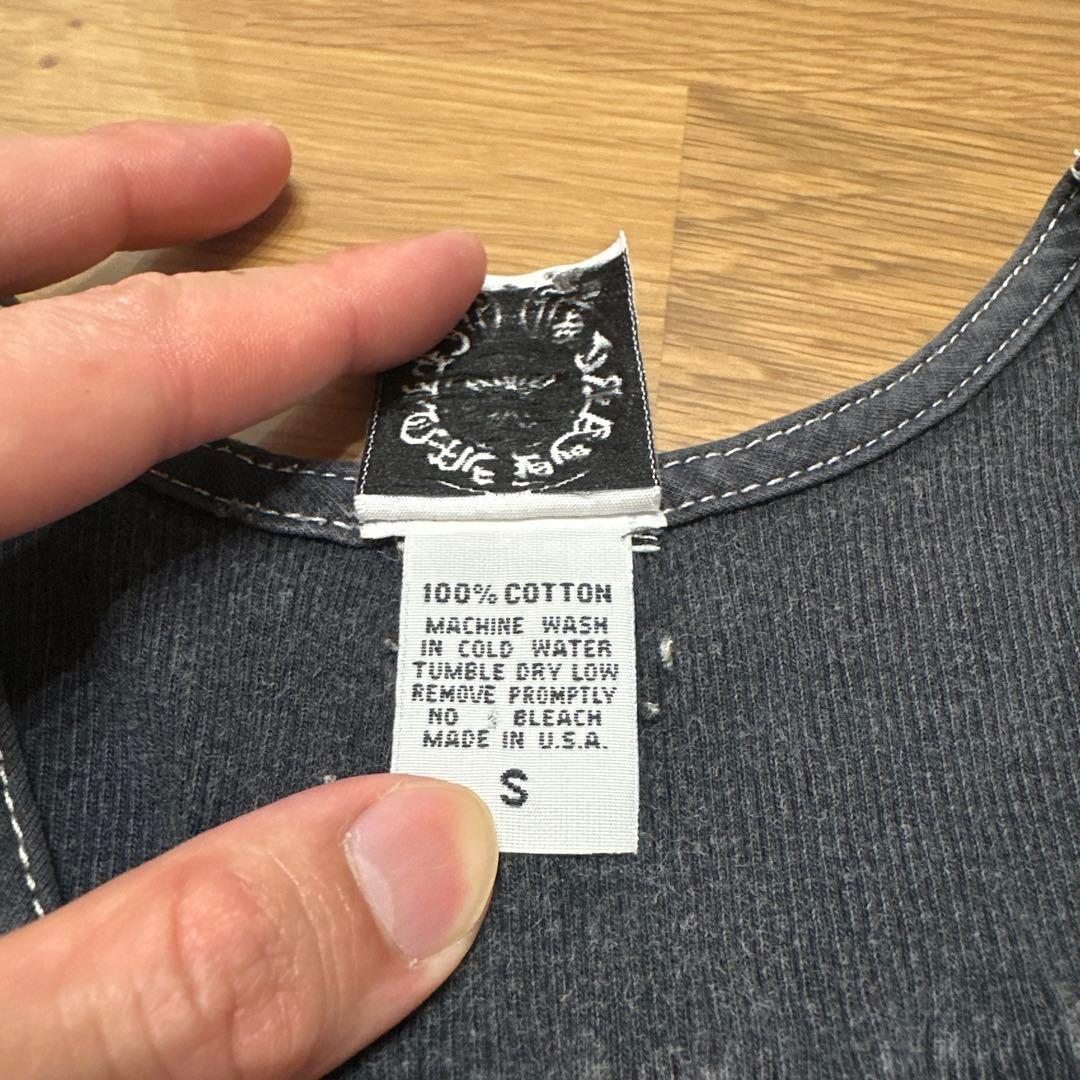 100% COTTON
MACHINE WASH
IN COLD WATER
TUMBLE DRY LOW
REMOVE PROMPTLY
NO BLEACH
MADE IN U.S.A.
S